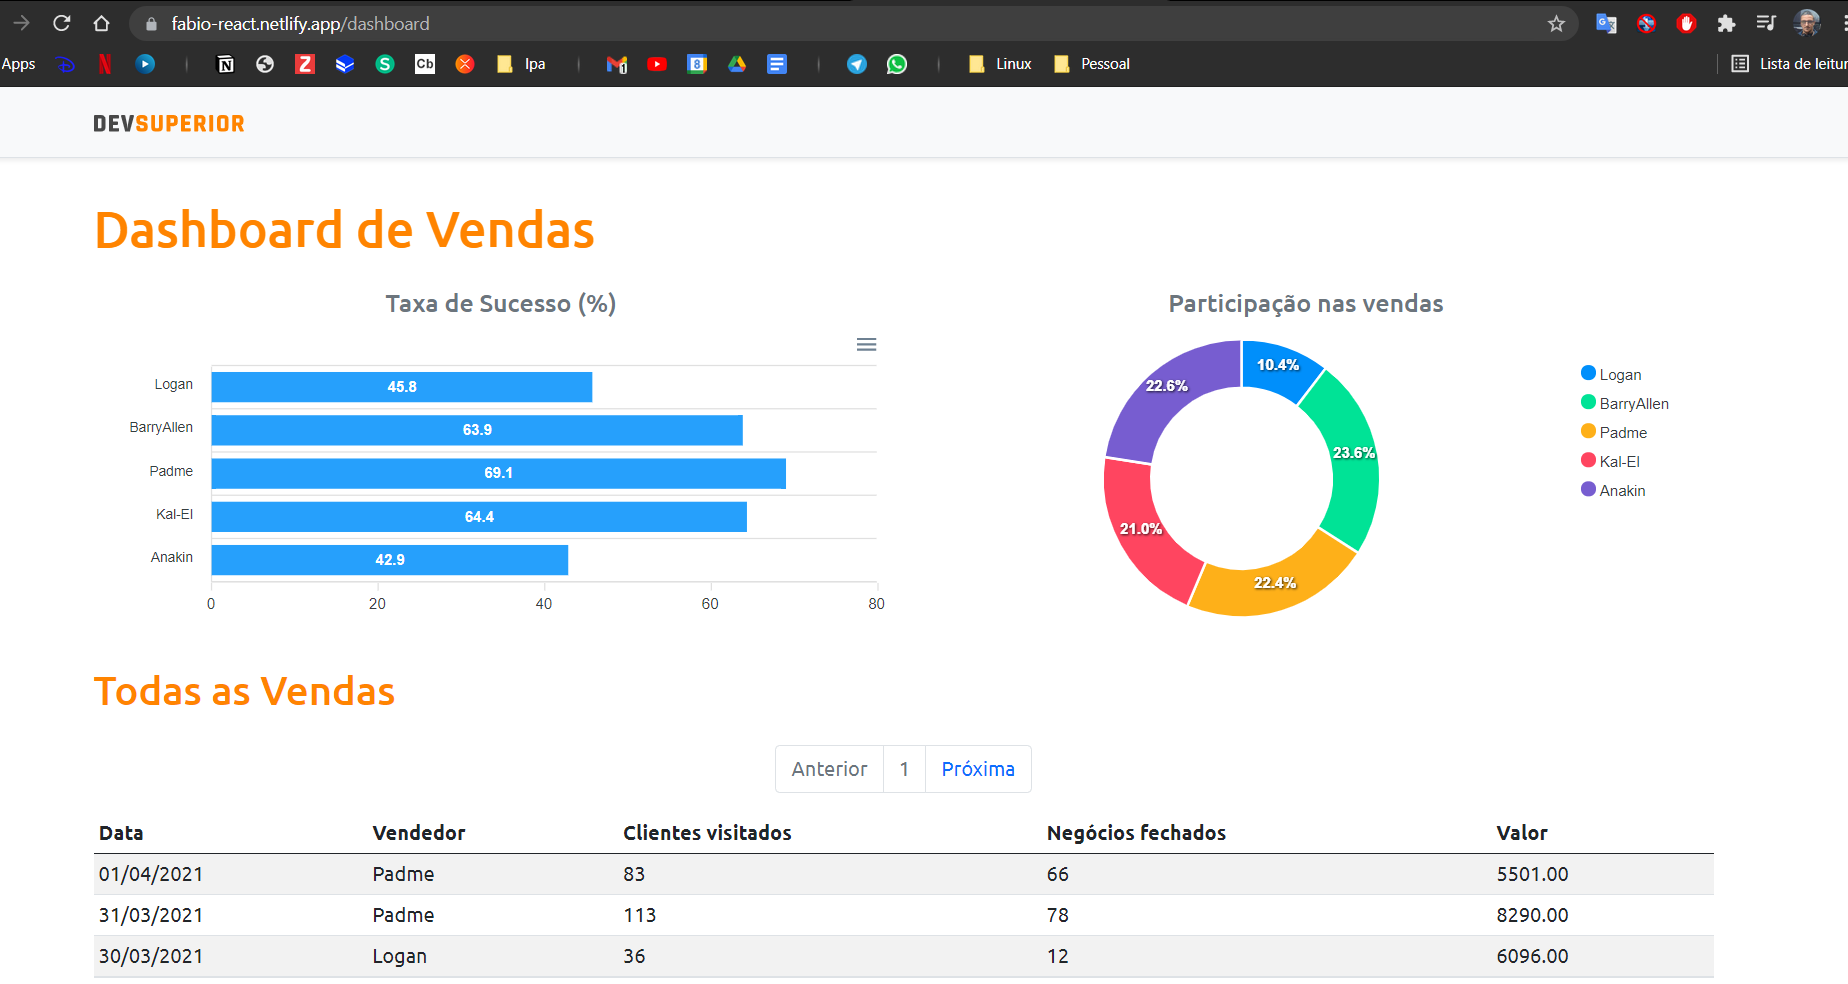 fabio-react.netlify.app/dashboard
Apps Cb Ipa Linux Pessoal Lista de leitur
DEVSUPERIOR
Dashboard de Vendas
Taxa de Sucesso (%)
Logan 45.8
BarryAllen 63.9
Padme 69.1
Kal-El 64.4
Anakin 42.9
0 20 40 60 80
Participação nas vendas
10.4%
23.6%
22.4%
21.0%
22.6%
Logan
BarryAllen
Padme
Kal-El
Anakin
Todas as Vendas
Anterior 1 Próxima
Data Vendedor Clientes visitados Negócios fechados Valor
01/04/2021 Padme 83 66 5501.00
31/03/2021 Padme 113 78 8290.00
30/03/2021 Logan 36 12 6096.00